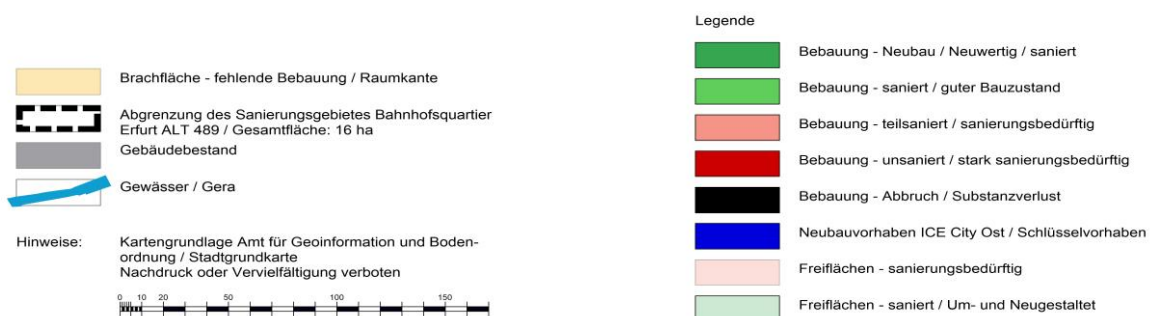 Brachfläche - fehlende Bebauung / Raumkante
Abgrenzung des Sanierungsgebietes Bahnhofsquartier
Erfurt ALT 489 / Gesamtfläche: 16 ha
Gebäudebestand
Gewässer / Gera
Hinweise:
Kartengrundlage Amt für Geoinformation und Boden-
ordnung / Stadtgrundkarte
Nachdruck oder Vervielfältigung verboten
0 10 20 50 100 150
Legende
Bebauung - Neubau / Neuwertig / saniert
Bebauung - saniert / guter Bauzustand
Bebauung - teilsaniert / sanierungsbedürftig
Bebauung - unsaniert / stark sanierungsbedürftig
Bebauung - Abbruch / Substanzverlust
Neubauvorhaben ICE City Ost / Schlüsselvorhaben
Freiflächen - sanierungsbedürftig
Freiflächen - saniert / Um- und Neugestaltet